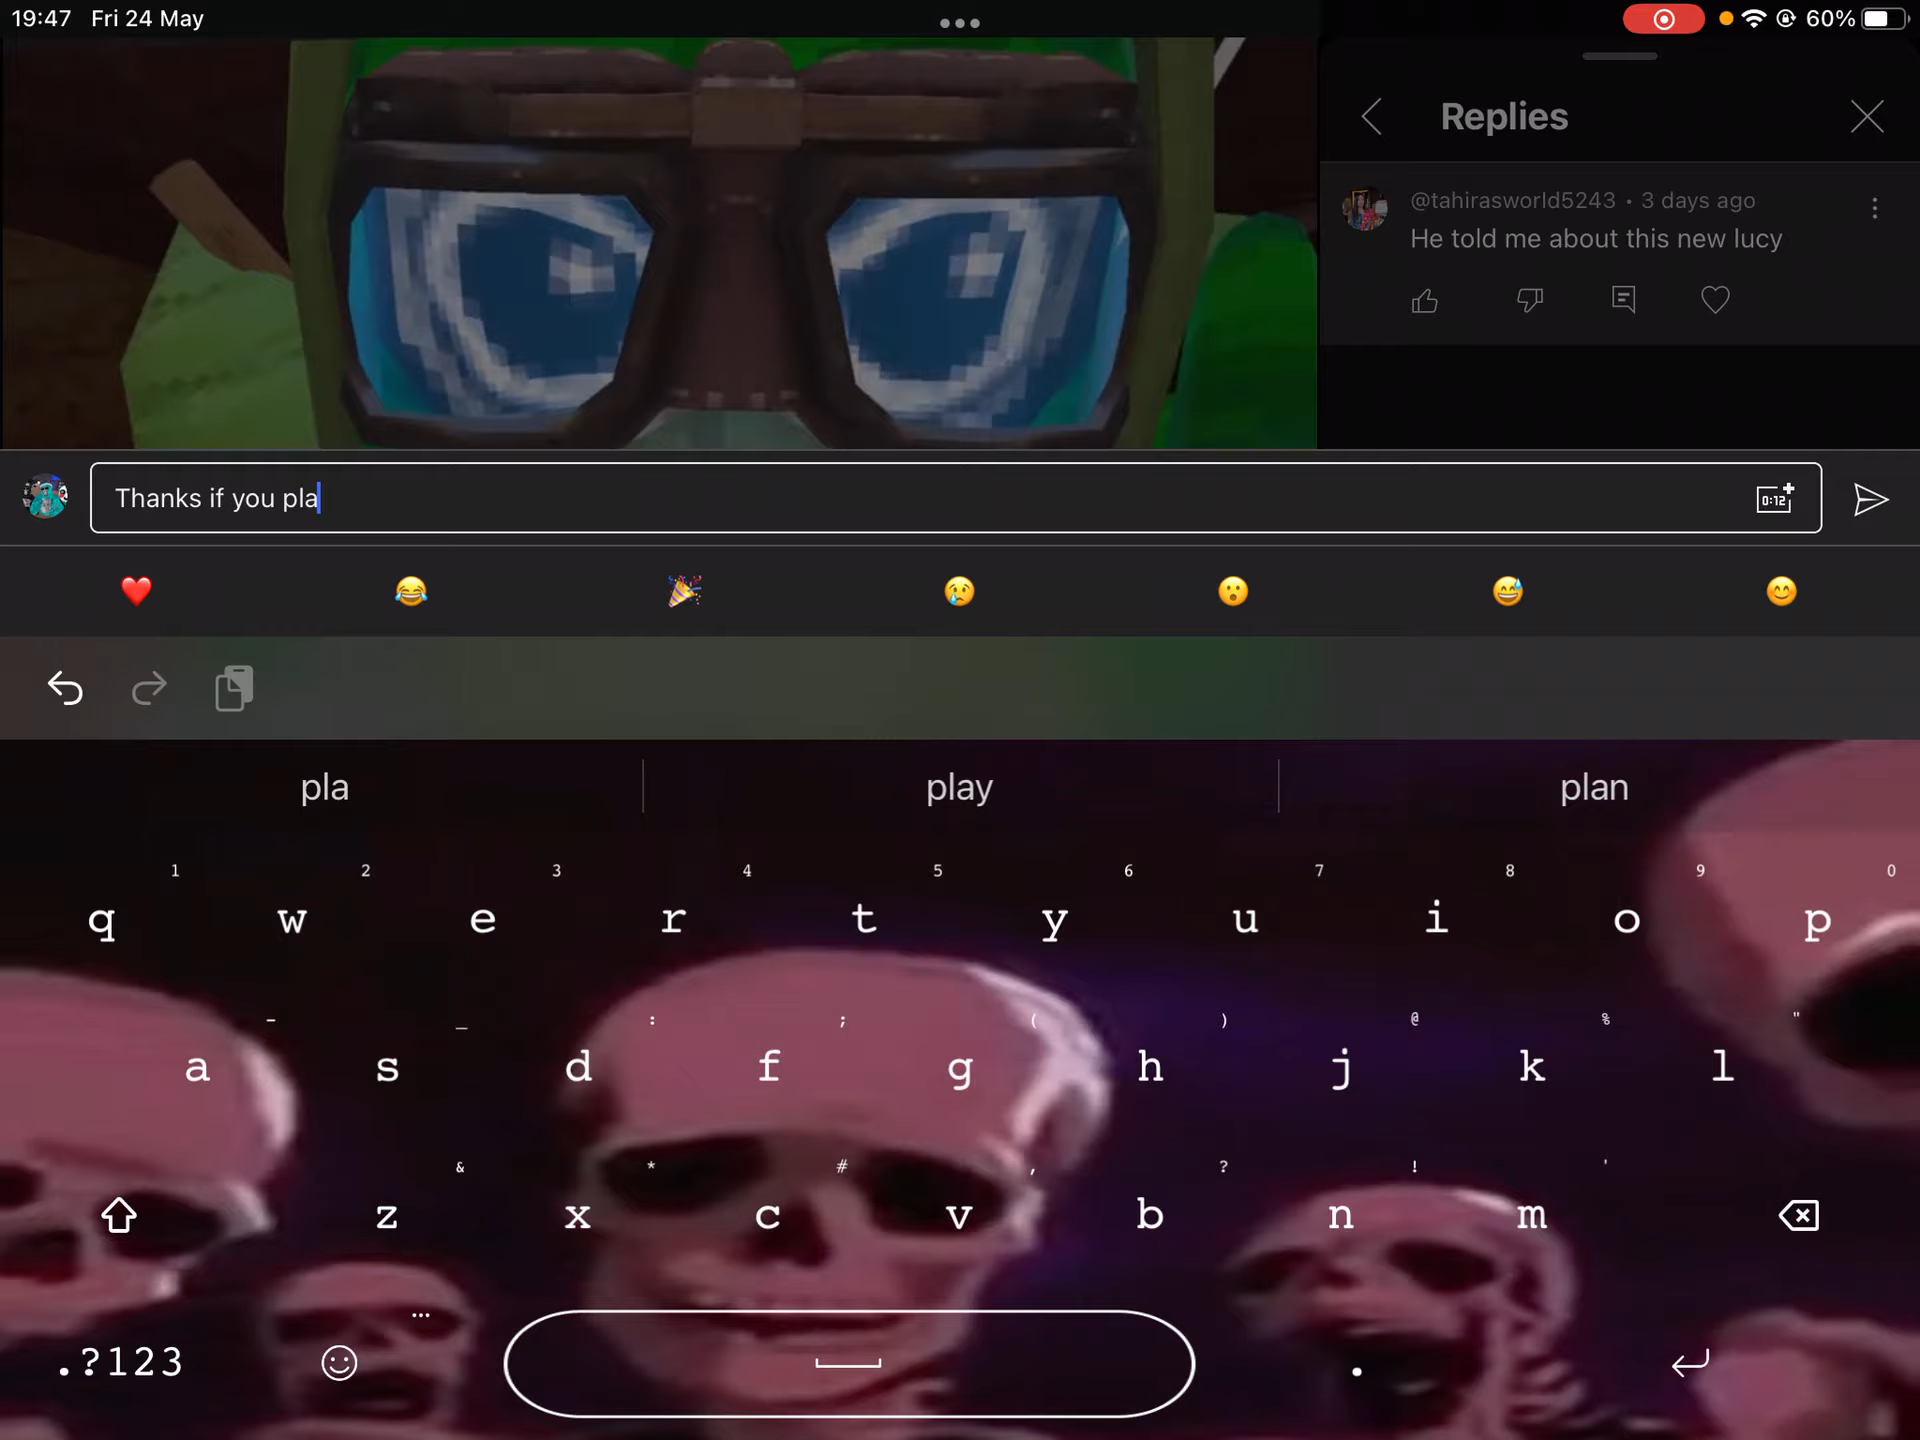 19:47 Fri 24 May
60%
Replies
@tahirasworld5243 • 3 days ago
He told me about this new lucy
Thanks if you pla
0:12
pla play plan
1 2 3 4 5 6 7 8 9 0
q w e r t y u i o p
- _ : ; ( ) @ % "
a s d f g h j k l
& * # , ? ! '
z x c v b n m
...
.?123 .